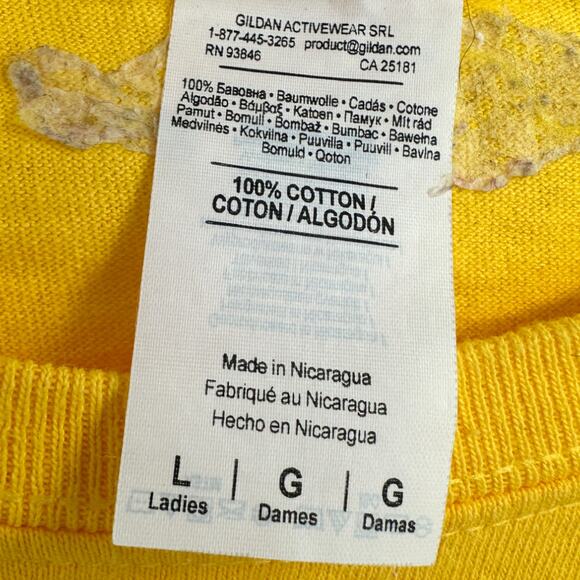 GILDAN ACTIVEWEAR SRL
1-877-445-3265 product@gildan.com
RN 93846 CA 25181
100% Бавовна • Baumwolle • Cadás • Cotone
Algodão • Βάμβαξ • Katoen • Памук • Mit rád
Pamut • Bomull • Bombaž • Bumbac • Bawełna
Medvilnės • Kokvilna • Puuvilla • Puuvill • Bavlna
Bomuld • Qoton
100% COTTON /
COTON / ALGODÓN
Made in Nicaragua
Fabriqué au Nicaragua
Hecho en Nicaragua
L | G | G
Ladies Dames Damas